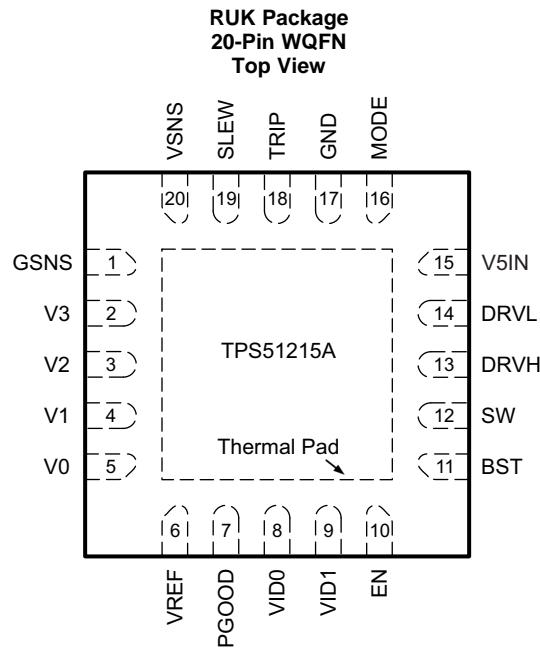 RUK Package
20-Pin WQFN
Top View
VSNS
SLEW
TRIP
GND
MODE
20
19
18
17
16
GSNS 1
15 V5IN
V3 2
14 DRVL
V2 3
TPS51215A
13 DRVH
V1 4
12 SW
Thermal Pad
V0 5
11 BST
6
7
8
9
10
VREF
PGOOD
VID0
VID1
EN